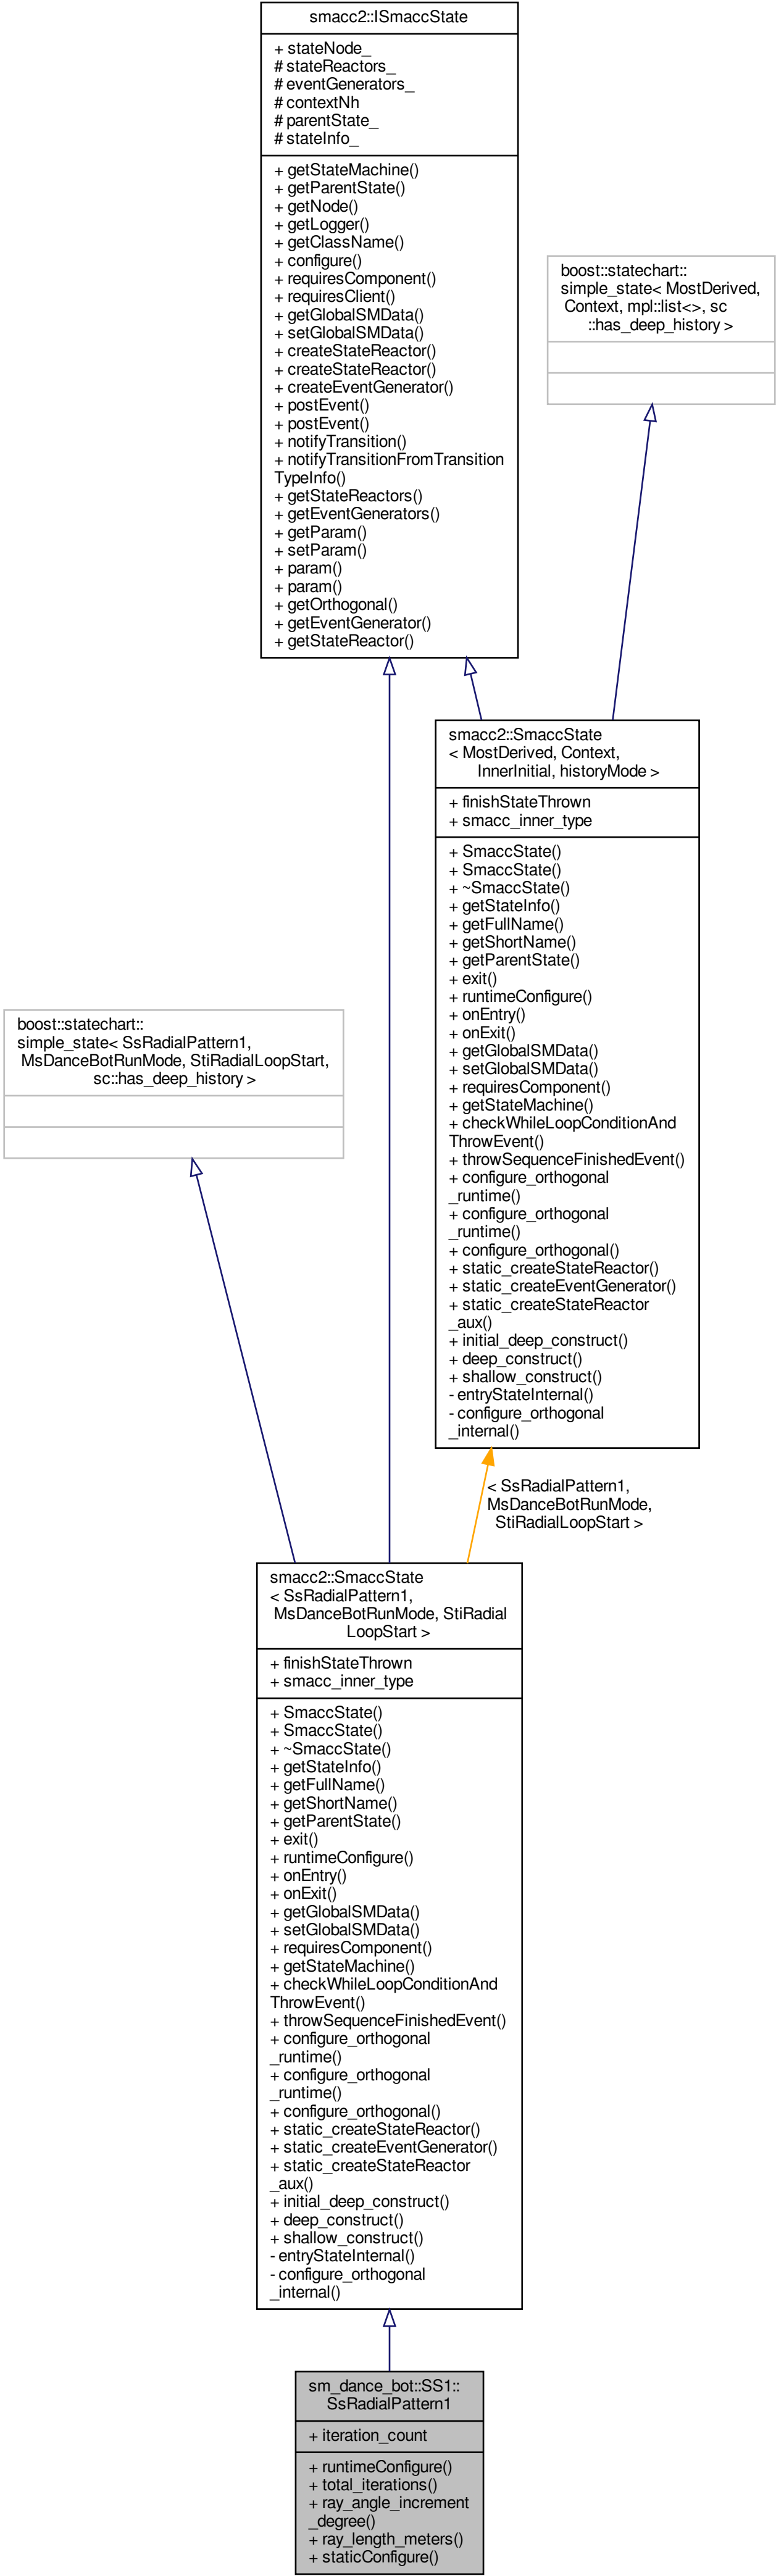 smacc2::ISmaccState
+ stateNode_
# stateReactors_
# eventGenerators_
# contextNh
# parentState_
# stateInfo_
+ getStateMachine()
+ getParentState()
+ getNode()
+ getLogger()
+ getClassName()
+ configure()
+ requiresComponent()
+ requiresClient()
+ getGlobalSMData()
+ setGlobalSMData()
+ createStateReactor()
+ createStateReactor()
+ createEventGenerator()
+ postEvent()
+ postEvent()
+ notifyTransition()
+ notifyTransitionFromTransition
TypeInfo()
+ getStateReactors()
+ getEventGenerators()
+ getParam()
+ setParam()
+ param()
+ param()
+ getOrthogonal()
+ getEventGenerator()
+ getStateReactor()
boost::statechart::
simple_state< MostDerived,
Context, mpl::list<>, sc
::has_deep_history >
smacc2::SmaccState
< MostDerived, Context,
InnerInitial, historyMode >
+ finishStateThrown
+ smacc_inner_type
+ SmaccState()
+ SmaccState()
+ ~SmaccState()
+ getStateInfo()
+ getFullName()
+ getShortName()
+ getParentState()
+ exit()
+ runtimeConfigure()
+ onEntry()
+ onExit()
+ getGlobalSMData()
+ setGlobalSMData()
+ requiresComponent()
+ getStateMachine()
+ checkWhileLoopConditionAnd
ThrowEvent()
+ throwSequenceFinishedEvent()
+ configure_orthogonal
_runtime()
+ configure_orthogonal
_runtime()
+ configure_orthogonal()
+ static_createStateReactor()
+ static_createEventGenerator()
+ static_createStateReactor
_aux()
+ initial_deep_construct()
+ deep_construct()
+ shallow_construct()
- entryStateInternal()
- configure_orthogonal
_internal()
boost::statechart::
simple_state< SsRadialPattern1,
MsDanceBotRunMode, StiRadialLoopStart,
sc::has_deep_history >
< SsRadialPattern1,
MsDanceBotRunMode,
StiRadialLoopStart >
smacc2::SmaccState
< SsRadialPattern1,
MsDanceBotRunMode, StiRadial
LoopStart >
+ finishStateThrown
+ smacc_inner_type
+ SmaccState()
+ SmaccState()
+ ~SmaccState()
+ getStateInfo()
+ getFullName()
+ getShortName()
+ getParentState()
+ exit()
+ runtimeConfigure()
+ onEntry()
+ onExit()
+ getGlobalSMData()
+ setGlobalSMData()
+ requiresComponent()
+ getStateMachine()
+ checkWhileLoopConditionAnd
ThrowEvent()
+ throwSequenceFinishedEvent()
+ configure_orthogonal
_runtime()
+ configure_orthogonal
_runtime()
+ configure_orthogonal()
+ static_createStateReactor()
+ static_createEventGenerator()
+ static_createStateReactor
_aux()
+ initial_deep_construct()
+ deep_construct()
+ shallow_construct()
- entryStateInternal()
- configure_orthogonal
_internal()
sm_dance_bot::SS1::
SsRadialPattern1
+ iteration_count
+ runtimeConfigure()
+ total_iterations()
+ ray_angle_increment
_degree()
+ ray_length_meters()
+ staticConfigure()